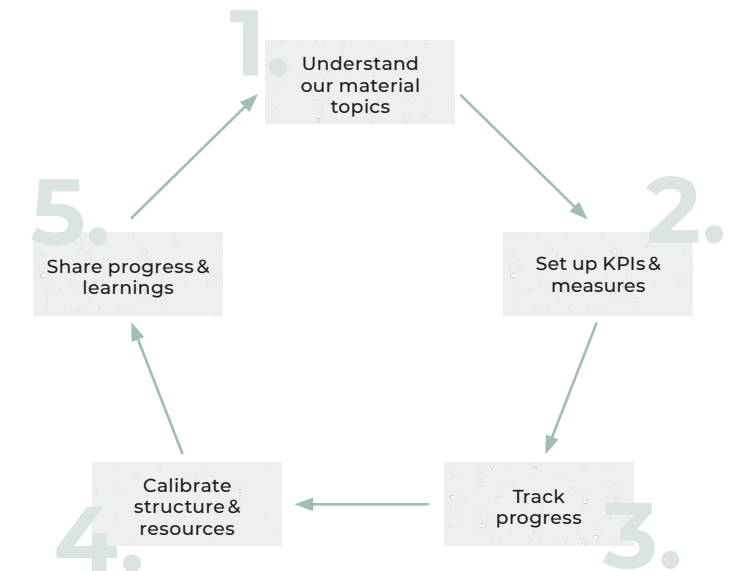 1.
Understand
our material
topics
2.
Set up KPIs &
measures
3.
Track
progress
4.
Calibrate
structure &
resources
5.
Share progress &
learnings